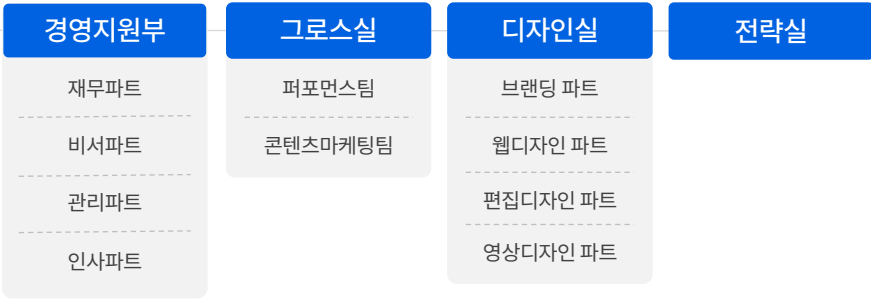 경영지원부
재무파트
비서파트
관리파트
인사파트
그로스실
퍼포먼스팀
콘텐츠마케팅팀
디자인실
브랜딩 파트
웹디자인 파트
편집디자인 파트
영상디자인 파트
전략실